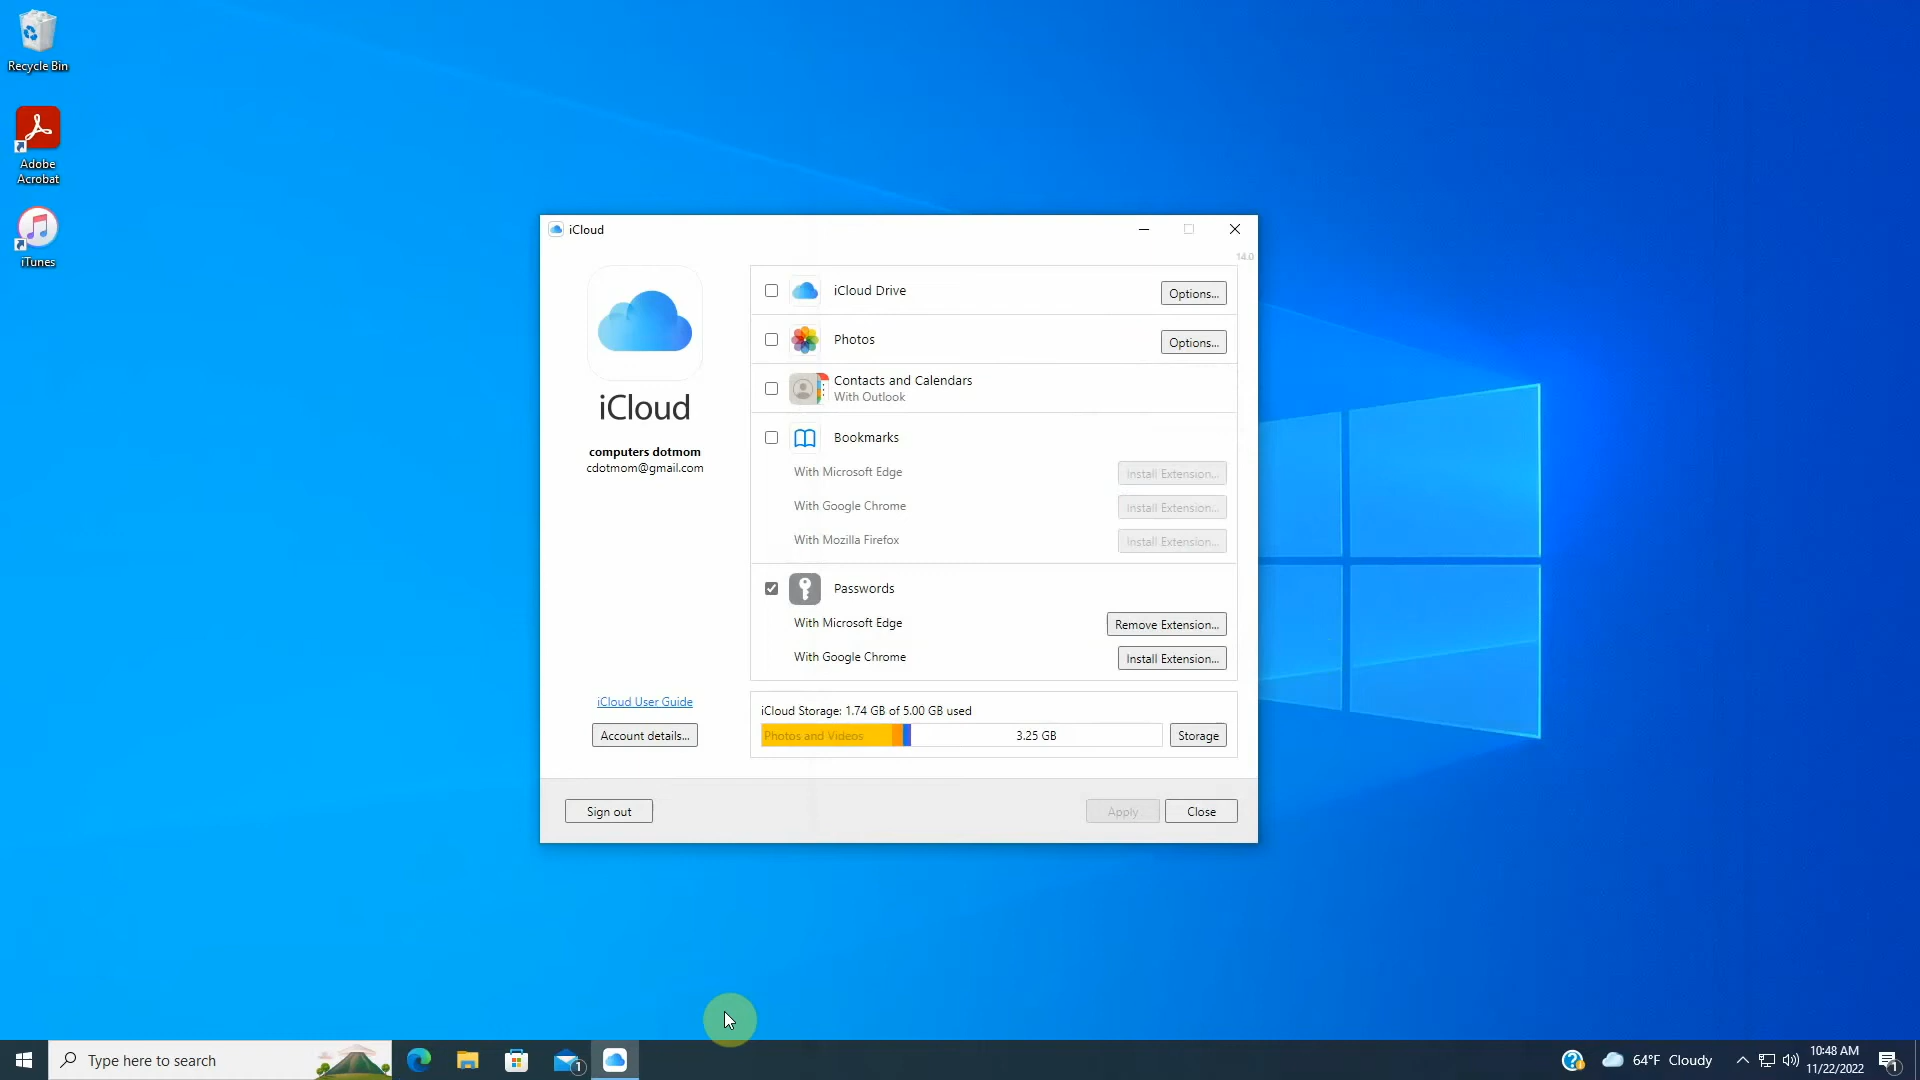 Recycle Bin
Adobe
Acrobat
iTunes
iCloud
14.0
iCloud Drive
Options...
Photos
Options...
Contacts and Calendars
With Outlook
iCloud
computers dotmom
cdotmom@gmail.com
Bookmarks
With Microsoft Edge
Install Extension...
With Google Chrome
Install Extension...
With Mozilla Firefox
Install Extension...
Passwords
With Microsoft Edge
Remove Extension...
With Google Chrome
Install Extension...
iCloud User Guide
Account details...
iCloud Storage: 1.74 GB of 5.00 GB used
Photos and Videos
3.25 GB
Storage
Sign out
Apply
Close
Type here to search
1
64°F Cloudy
10:48 AM
11/22/2022
1